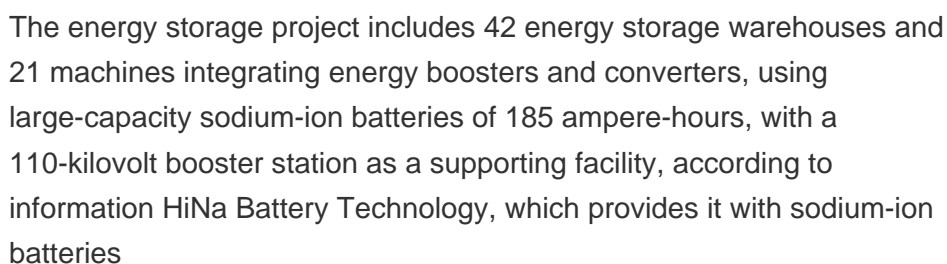 The energy storage project includes 42 energy storage warehouses and
21 machines integrating energy boosters and converters, using
large-capacity sodium-ion batteries of 185 ampere-hours, with a
110-kilovolt booster station as a supporting facility, according to
information HiNa Battery Technology, which provides it with sodium-ion
batteries